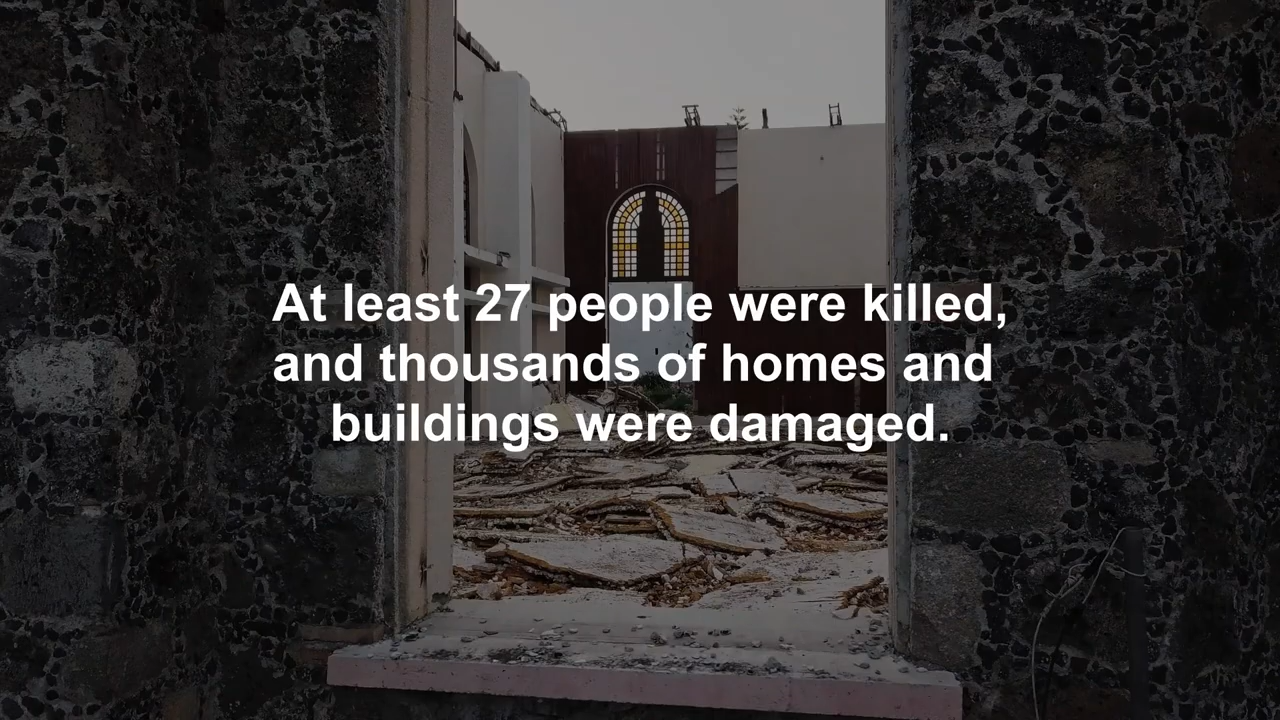 At least 27 people were killed,
and thousands of homes and
buildings were damaged.